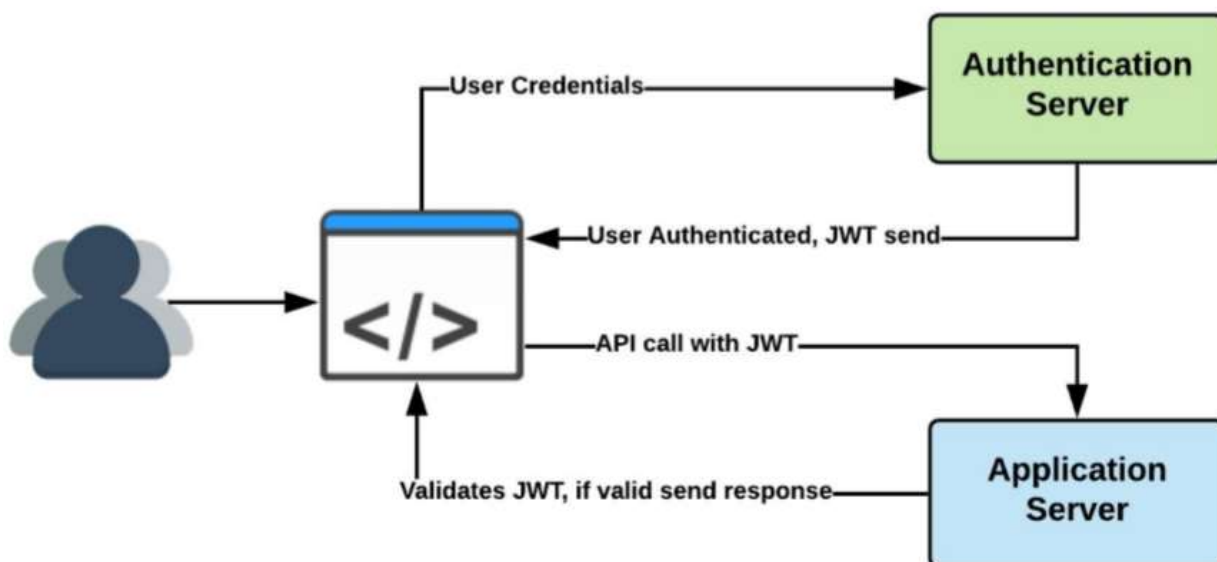 User Credentials
Authentication
Server
User Authenticated, JWT send
</>
API call with JWT
Validates JWT, if valid send response
Application
Server